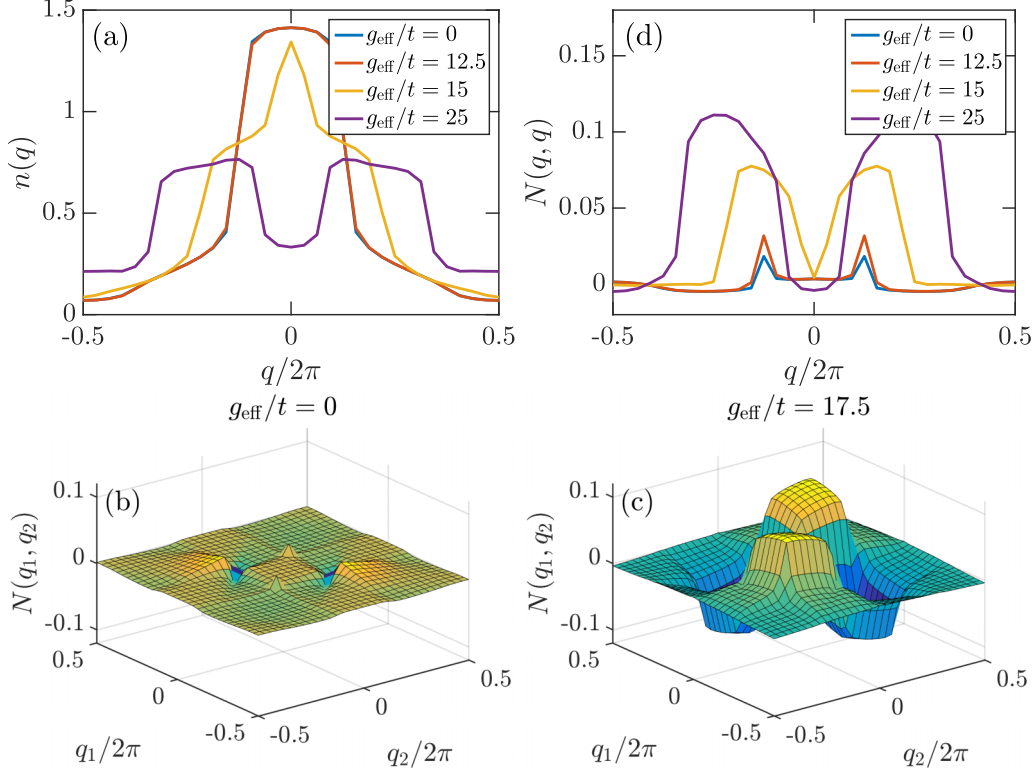 (a)
g_eff/t = 0
g_eff/t = 12.5
g_eff/t = 15
g_eff/t = 25
1.5
1
0.5
0
n(q)
-0.5
0
0.5
q/2π
(d)
g_eff/t = 0
g_eff/t = 12.5
g_eff/t = 15
g_eff/t = 25
0.15
0.1
0.05
0
N(q, q)
-0.5
0
0.5
q/2π
g_eff/t = 0
(b)
0.1
0
-0.1
N(q₁, q₂)
0.5
0
-0.5
q₁/2π
-0.5
0
0.5
q₂/2π
g_eff/t = 17.5
(c)
0.1
0
-0.1
N(q₁, q₂)
0.5
0
-0.5
q₁/2π
-0.5
0
0.5
q₂/2π